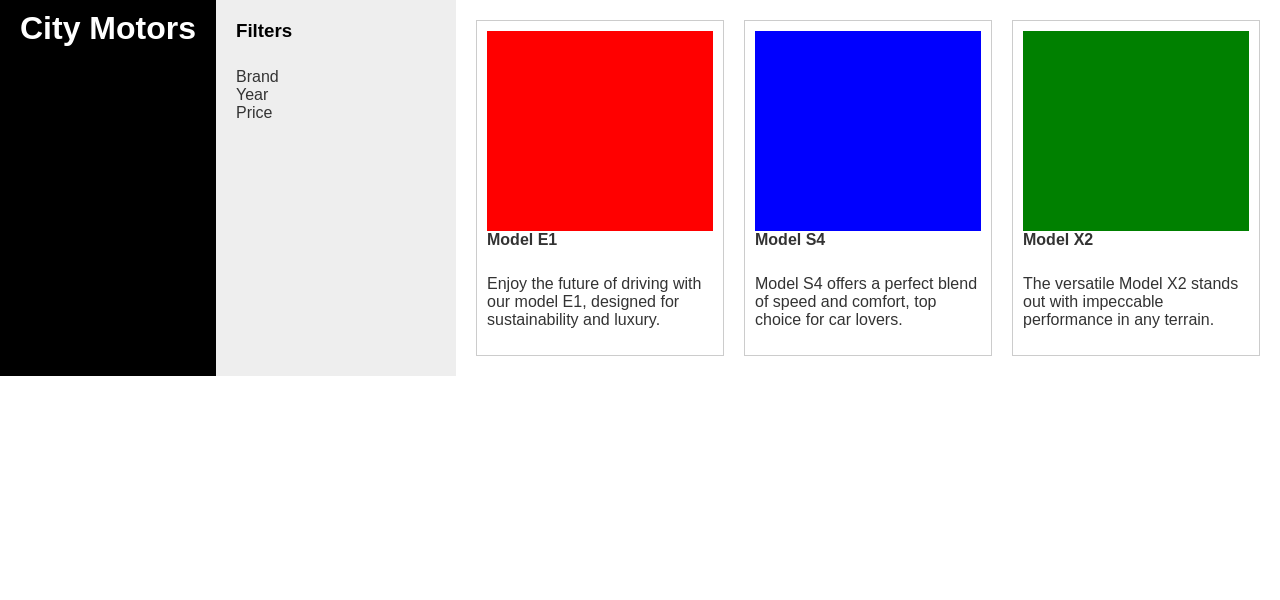 City Motors
Filters
Brand
Year
Price
Model E1
Enjoy the future of driving with
our model E1, designed for
sustainability and luxury.
Model S4
Model S4 offers a perfect blend
of speed and comfort, top
choice for car lovers.
Model X2
The versatile Model X2 stands
out with impeccable
performance in any terrain.